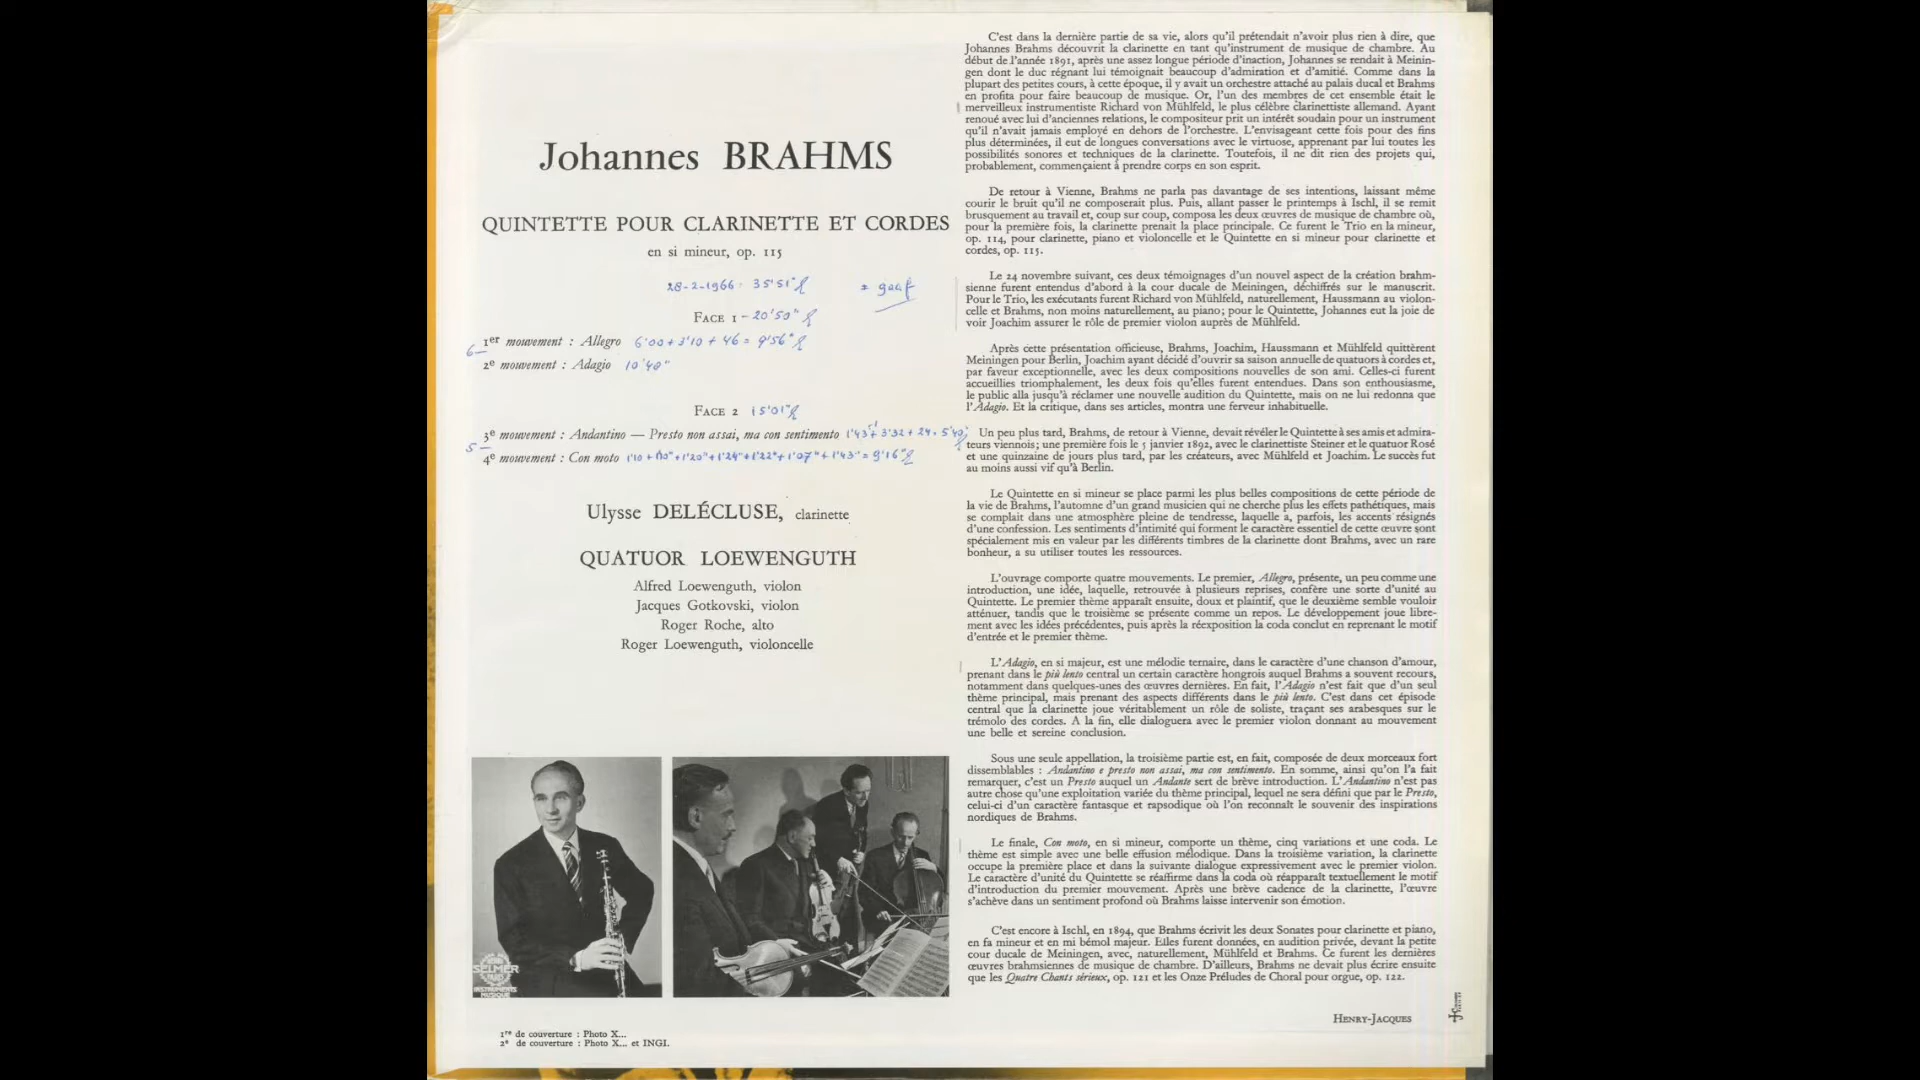 Johannes BRAHMS
QUINTETTE POUR CLARINETTE ET CORDES
en si mineur, op. 115
28-2-1966: 35'51"
= gaaf
FACE 1 - 20'50"
1er mouvement : Allegro 6'00 + 3'10 + 46 = 9'56"
6
2e mouvement : Adagio 10'40"
FACE 2 15'01"
3e mouvement : Andantino — Presto non assai, ma con sentimento 1'43" + 3'32 + 24 = 5'40
5
4e mouvement : Con moto 1'10 + 1'10" + 1'20" + 1'24" + 1'22" + 1'07" + 1'43" = 9'16"
Ulysse DELÉCLUSE, clarinette
QUATUOR LOEWENGUTH
Alfred Loewenguth, violon
Jacques Gotkovski, violon
Roger Roche, alto
Roger Loewenguth, violoncelle
SELMER
PARIS
INSTRUMENTS
MUSIQUE
1re de couverture : Photo X...
2e de couverture : Photo X... et INGI.
C'est dans la dernière partie de sa vie, alors qu'il prétendait n'avoir plus rien à dire, que
Johannes Brahms découvrit la clarinette en tant qu'instrument de musique de chambre. Au
début de l'année 1891, après une assez longue période d'inaction, Johannes se rendait à Meinin-
gen dont le duc régnant lui témoignait beaucoup d'admiration et d'amitié. Comme dans la
plupart des petites cours, à cette époque, il y avait un orchestre attaché au palais ducal et Brahms
en profita pour faire beaucoup de musique. Or, l'un des membres de cet ensemble était le
merveilleux instrumentiste Richard von Mühlfeld, le plus célèbre clarinettiste allemand. Ayant
renoué avec lui d'anciennes relations, le compositeur prit un intérêt soudain pour un instrument
qu'il n'avait jamais employé en dehors de l'orchestre. L'envisageant cette fois pour des fins
plus déterminées, il eut de longues conversations avec le virtuose, apprenant par lui toutes les
possibilités sonores et techniques de la clarinette. Toutefois, il ne dit rien des projets qui,
probablement, commençaient à prendre corps en son esprit.
De retour à Vienne, Brahms ne parla pas davantage de ses intentions, laissant même
courir le bruit qu'il ne composerait plus. Puis, allant passer le printemps à Ischl, il se remit
brusquement au travail et, coup sur coup, composa les deux œuvres de musique de chambre où,
pour la première fois, la clarinette prenait la place principale. Ce furent le Trio en la mineur,
op. 114, pour clarinette, piano et violoncelle et le Quintette en si mineur pour clarinette et
cordes, op. 115.
Le 24 novembre suivant, ces deux témoignages d'un nouvel aspect de la création brahm-
sienne furent entendus d'abord à la cour ducale de Meiningen, déchiffrés sur le manuscrit.
Pour le Trio, les exécutants furent Richard von Mühlfeld, naturellement, Haussmann au violon-
celle et Brahms, non moins naturellement, au piano; pour le Quintette, Johannes eut la joie de
voir Joachim assurer le rôle de premier violon auprès de Mühlfeld.
Après cette présentation officieuse, Brahms, Joachim, Haussmann et Mühlfeld quittèrent
Meiningen pour Berlin, Joachim ayant décidé d'ouvrir sa saison annuelle de quatuors à cordes et,
par faveur exceptionnelle, avec les deux compositions nouvelles de son ami. Celles-ci furent
accueillies triomphalement, les deux fois qu'elles furent entendues. Dans son enthousiasme,
le public alla jusqu'à réclamer une nouvelle audition du Quintette, mais on ne lui redonna que
l'Adagio. Et la critique, dans ses articles, montra une ferveur inhabituelle.
Un peu plus tard, Brahms, de retour à Vienne, devait révéler le Quintette à ses amis et admira-
teurs viennois; une première fois le 5 janvier 1892, avec le clarinettiste Steiner et le quatuor Rosé
et une quinzaine de jours plus tard, par les créateurs, avec Mühlfeld et Joachim. Le succès fut
au moins aussi vif qu'à Berlin.
Le Quintette en si mineur se place parmi les plus belles compositions de cette période de
la vie de Brahms, l'automne d'un grand musicien qui ne cherche plus les effets pathétiques, mais
se complait dans une atmosphère pleine de tendresse, laquelle a, parfois, les accents résignés
d'une confession. Les sentiments d'intimité qui forment le caractère essentiel de cette œuvre sont
spécialement mis en valeur par les différents timbres de la clarinette dont Brahms, avec un rare
bonheur, a su utiliser toutes les ressources.
L'ouvrage comporte quatre mouvements. Le premier, Allegro, présente, un peu comme une
introduction, une idée, laquelle, retrouvée à plusieurs reprises, confère une sorte d'unité au
Quintette. Le premier thème apparaît ensuite, doux et plaintif, que le deuxième semble vouloir
atténuer, tandis que le troisième se présente comme un repos. Le développement joue libre-
ment avec les idées précédentes, puis après la réexposition la coda conclut en reprenant le motif
d'entrée et le premier thème.
L'Adagio, en si majeur, est une mélodie ternaire, dans le caractère d'une chanson d'amour,
prenant dans le più lento central un certain caractère hongrois auquel Brahms a souvent recours,
notamment dans quelques-unes des œuvres dernières. En fait, l'Adagio n'est fait que d'un seul
thème principal, mais prenant des aspects différents dans le più lento. C'est dans cet épisode
central que la clarinette joue véritablement un rôle de soliste, traçant ses arabesques sur le
trémolo des cordes. A la fin, elle dialoguera avec le premier violon donnant au mouvement
une belle et sereine conclusion.
Sous une seule appellation, la troisième partie est, en fait, composée de deux morceaux fort
dissemblables : Andantino e presto non assai, ma con sentimento. En somme, ainsi qu'on l'a fait
remarquer, c'est un Presto auquel un Andante sert de brève introduction. L'Andantino n'est pas
autre chose qu'une exploitation variée du thème principal, lequel ne sera défini que par le Presto,
celui-ci d'un caractère fantasque et rapsodique où l'on reconnaît le souvenir des inspirations
nordiques de Brahms.
Le finale, Con moto, en si mineur, comporte un thème, cinq variations et une coda. Le
thème est simple avec une belle effusion mélodique. Dans la troisième variation, la clarinette
occupe la première place et dans la suivante dialogue expressivement avec le premier violon.
Le caractère d'unité du Quintette se réaffirme dans la coda où réapparaît textuellement le motif
d'introduction du premier mouvement. Après une brève cadence de la clarinette, l'œuvre
s'achève dans un sentiment profond où Brahms laisse intervenir son émotion.
C'est encore à Ischl, en 1894, que Brahms écrivit les deux Sonates pour clarinette et piano,
en fa mineur et en mi bémol majeur. Elles furent données, en audition privée, devant la petite
cour ducale de Meiningen, avec, naturellement, Mühlfeld et Brahms. Ce furent les dernières
œuvres brahmsiennes de musique de chambre. D'ailleurs, Brahms ne devait plus écrire ensuite
que les Quatre Chants sérieux, op. 121 et les Onze Préludes de Choral pour orgue, op. 122.
HENRY-JACQUES